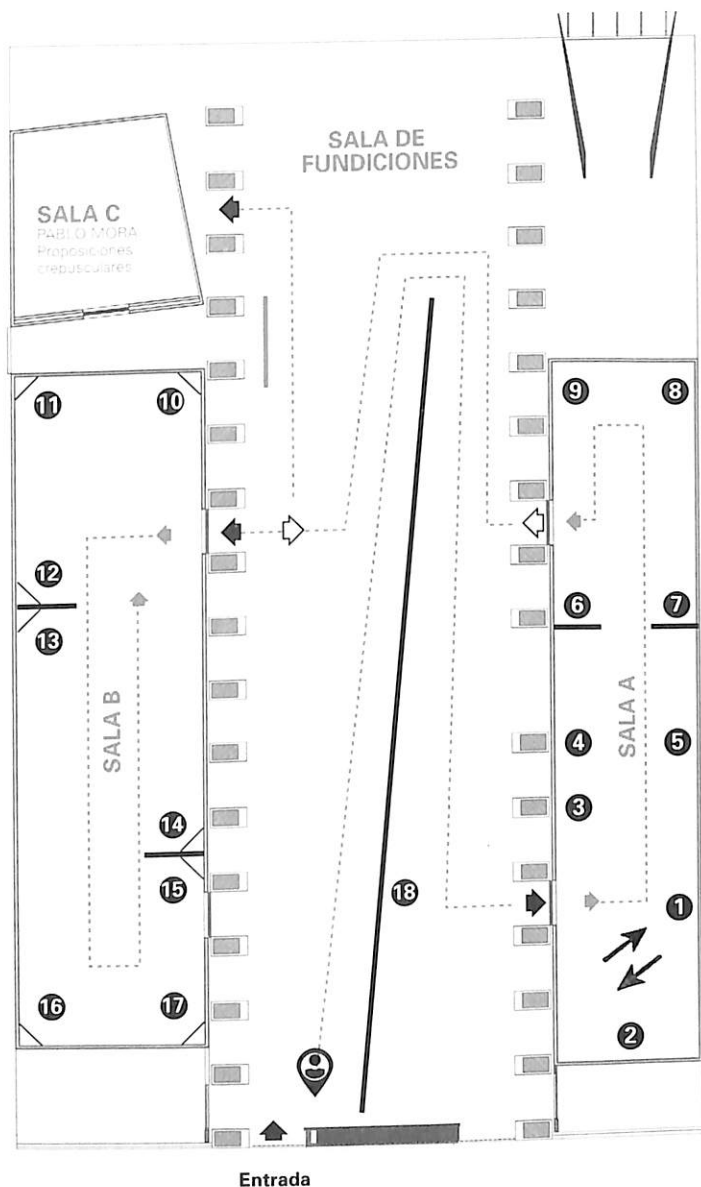 SALA DE
FUNDICIONES
SALA C
PABLO MORA
Proposiciones
crepusculares
11
10
9
8
12
13
6
7
SALA B
SALA A
4
5
3
14
15
18
1
16
17
2
Entrada